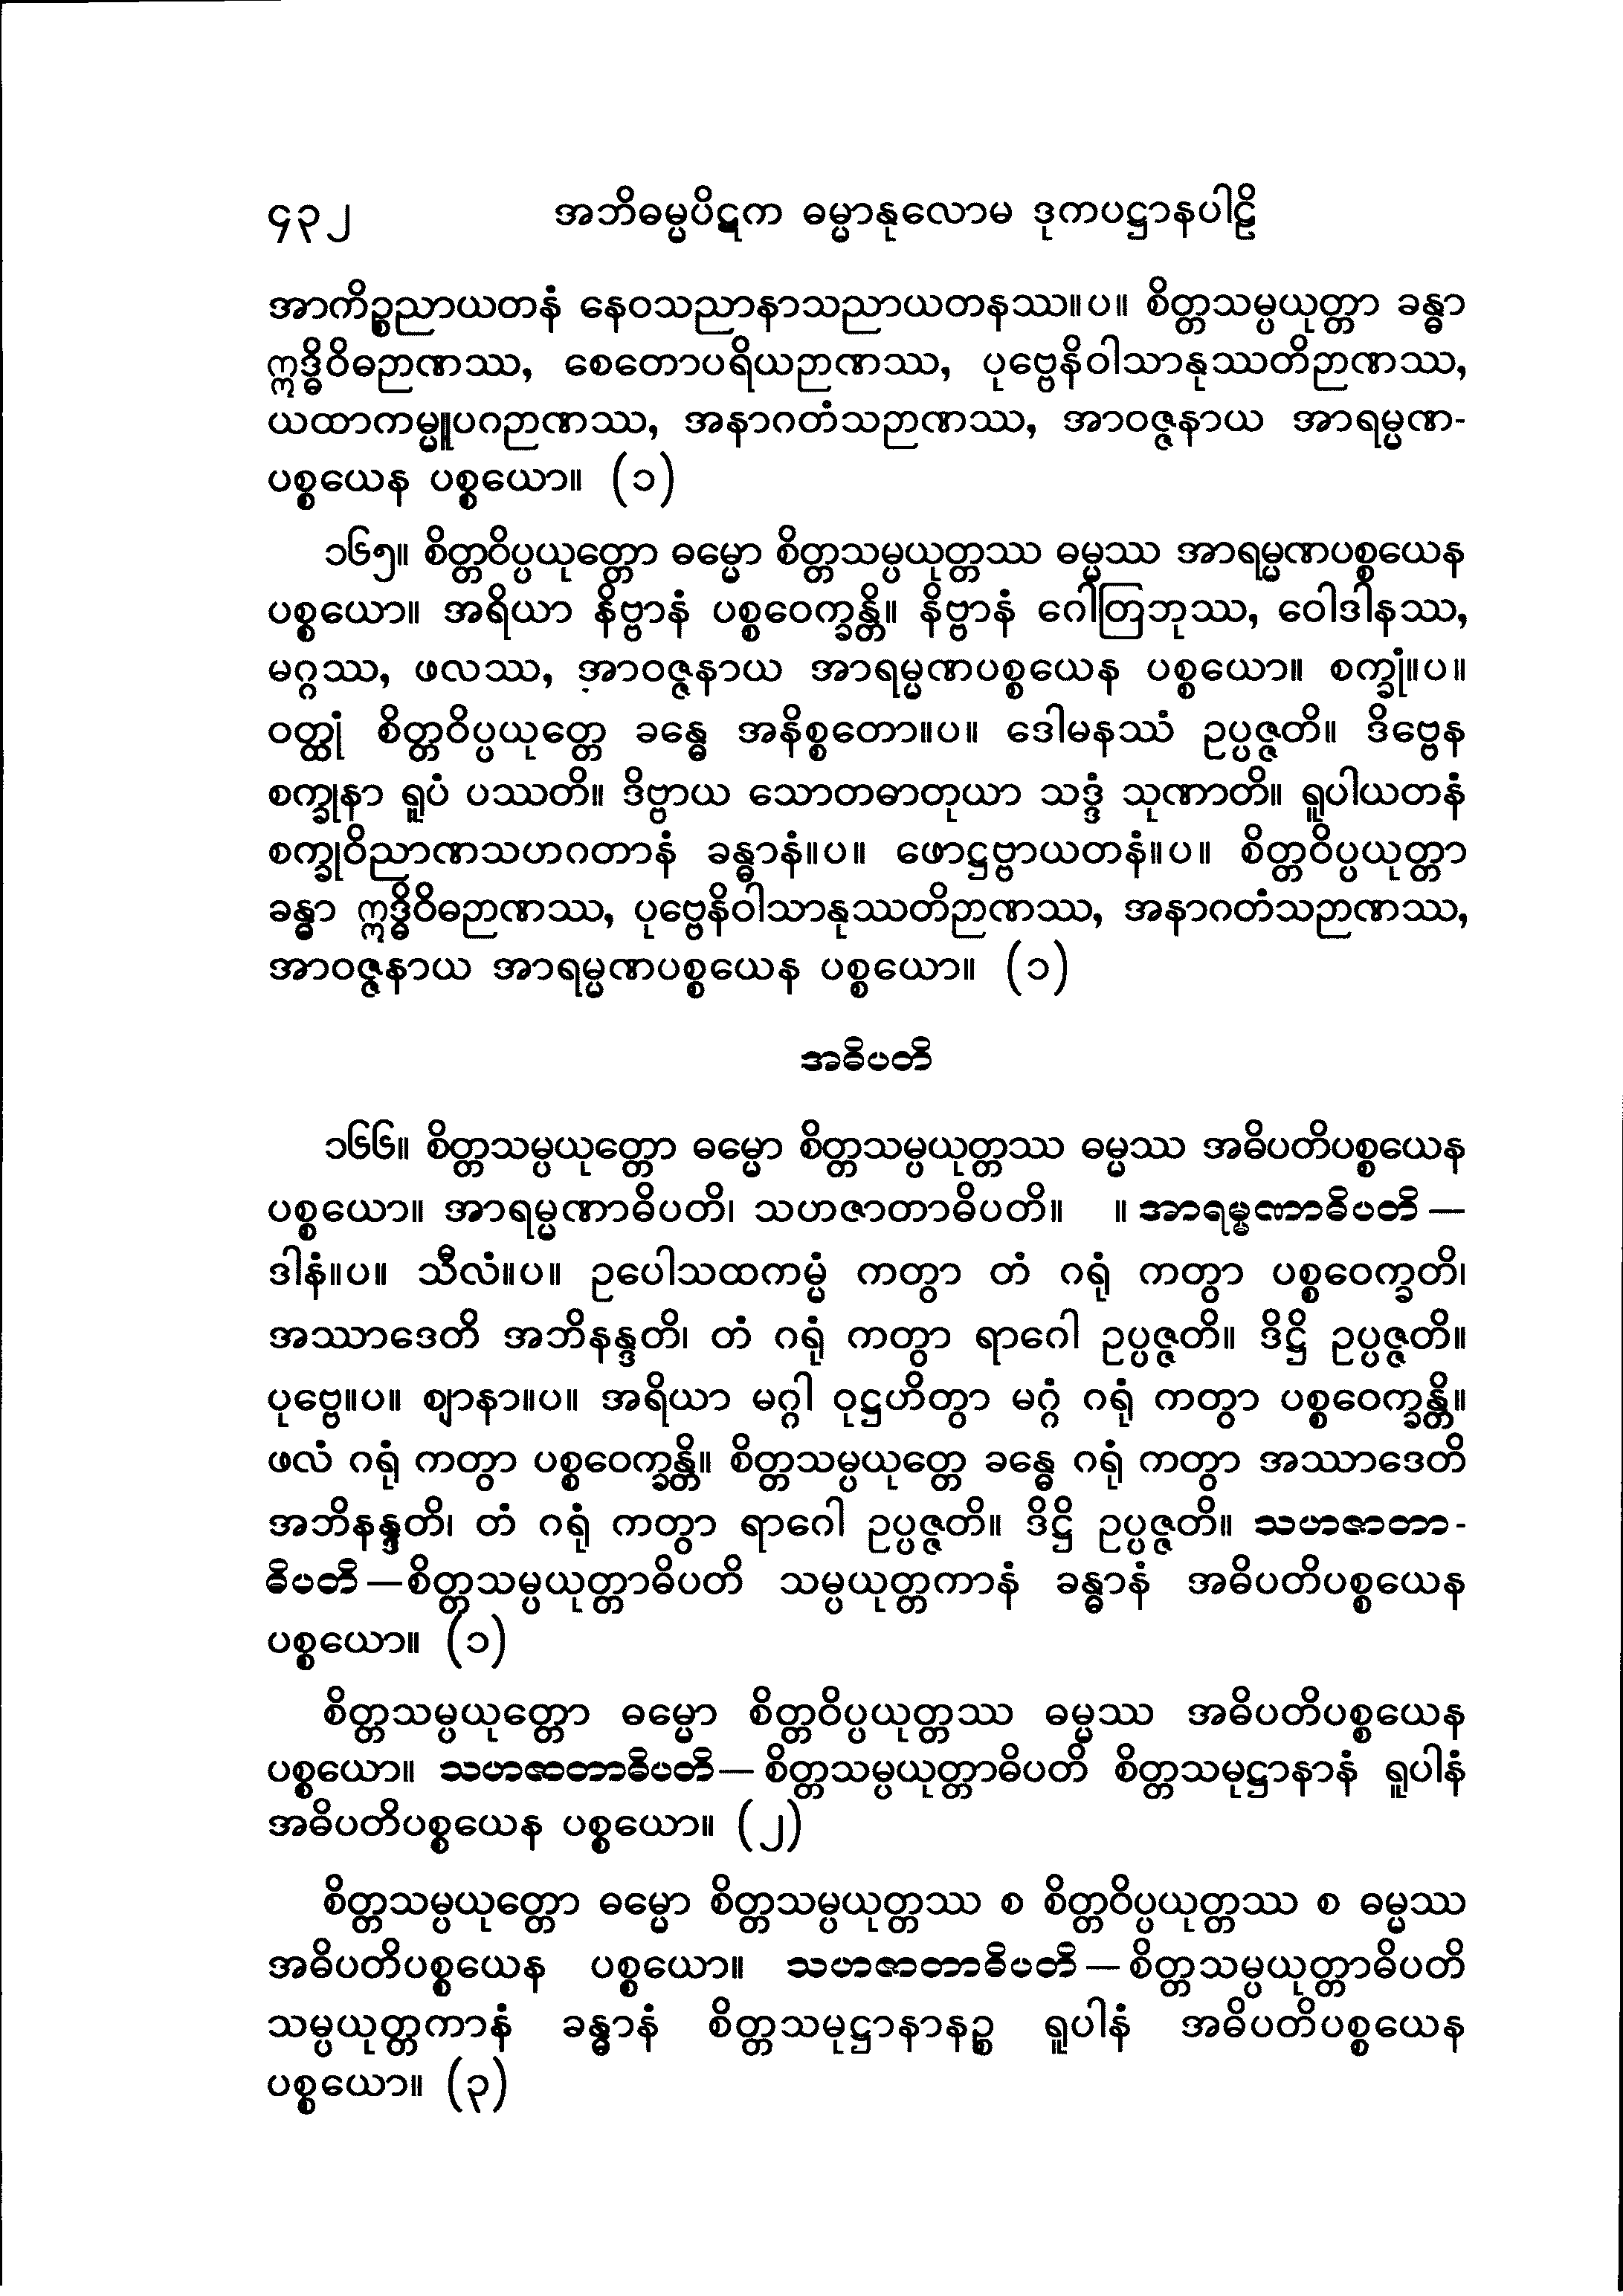 ၄၃၂ အဘိဓမ္မပိဋက ဓမ္မာနုလောမ ဒုကပဋ္ဌာနပါဠိ
အာကိဉ္စညာယတနံ နေဝသညာနာသညာယတနဿ။ပ။ စိတ္တသမ္ပယုတ္တာ ခန္ဓာ
ဣဒ္ဓိဝိဓဉာဏဿ, စေတောပရိယဉာဏဿ, ပုဗ္ဗေနိဝါသာနုဿတိဉာဏဿ,
ယထာကမ္မူပဂဉာဏဿ, အနာဂတံသဉာဏဿ, အာဝဇ္ဇနာယ အာရမ္မဏ-
ပစ္စယေန ပစ္စယော။ (၁)
၁၆၅။ စိတ္တဝိပ္ပယုတ္တော ဓမ္မော စိတ္တသမ္ပယုတ္တဿ ဓမ္မဿ အာရမ္မဏပစ္စယေန
ပစ္စယော။ အရိယာ နိဗ္ဗာနံ ပစ္စဝေက္ခန္တိ။ နိဗ္ဗာနံ ဂေါတြဘုဿ, ဝေါဒါနဿ,
မဂ္ဂဿ, ဖလဿ, အာဝဇ္ဇနာယ အာရမ္မဏပစ္စယေန ပစ္စယော။ စက္ခုံ။ပ။
ဝတ္ထုံ စိတ္တဝိပ္ပယုတ္တေ ခန္ဓေ အနိစ္စတော။ပ။ ဒေါမနဿံ ဥပ္ပဇ္ဇတိ။ ဒိဗ္ဗေန
စက္ခုနာ ရူပံ ပဿတိ။ ဒိဗ္ဗာယ သောတဓာတုယာ သဒ္ဒံ သုဏာတိ။ ရူပါယတနံ
စက္ခုဝိညာဏသဟဂတာနံ ခန္ဓာနံ။ပ။ ဖောဋ္ဌဗ္ဗာယတနံ။ပ။ စိတ္တဝိပ္ပယုတ္တာ
ခန္ဓာ ဣဒ္ဓိဝိဓဉာဏဿ, ပုဗ္ဗေနိဝါသာနုဿတိဉာဏဿ, အနာဂတံသဉာဏဿ,
အာဝဇ္ဇနာယ အာရမ္မဏပစ္စယေန ပစ္စယော။ (၁)
အဓိပတိ
၁၆၆။ စိတ္တသမ္ပယုတ္တော ဓမ္မော စိတ္တသမ္ပယုတ္တဿ ဓမ္မဿ အဓိပတိပစ္စယေန
ပစ္စယော။ အာရမ္မဏာဓိပတိ၊ သဟဇာတာဓိပတိ။ ။ အာရမ္မဏာဓိပတိ —
ဒါနံ။ပ။ သီလံ။ပ။ ဥပေါသထကမ္မံ ကတွာ တံ ဂရုံ ကတွာ ပစ္စဝေက္ခတိ၊
အဿာဒေတိ အဘိနန္ဒတိ၊ တံ ဂရုံ ကတွာ ရာဂေါ ဥပ္ပဇ္ဇတိ။ ဒိဋ္ဌိ ဥပ္ပဇ္ဇတိ။
ပုဗ္ဗေ။ပ။ ဈာနာ။ပ။ အရိယာ မဂ္ဂါ ဝုဋ္ဌဟိတွာ မဂ္ဂံ ဂရုံ ကတွာ ပစ္စဝေက္ခန္တိ။
ဖလံ ဂရုံ ကတွာ ပစ္စဝေက္ခန္တိ။ စိတ္တသမ္ပယုတ္တေ ခန္ဓေ ဂရုံ ကတွာ အဿာဒေတိ
အဘိနန္ဒတိ၊ တံ ဂရုံ ကတွာ ရာဂေါ ဥပ္ပဇ္ဇတိ။ ဒိဋ္ဌိ ဥပ္ပဇ္ဇတိ။ သဟဇာတာ-
ဓိပတိ — စိတ္တသမ္ပယုတ္တာဓိပတိ သမ္ပယုတ္တကာနံ ခန္ဓာနံ အဓိပတိပစ္စယေန
ပစ္စယော။ (၁)
စိတ္တသမ္ပယုတ္တော ဓမ္မော စိတ္တဝိပ္ပယုတ္တဿ ဓမ္မဿ အဓိပတိပစ္စယေန
ပစ္စယော။ သဟဇာတာဓိပတိ — စိတ္တသမ္ပယုတ္တာဓိပတိ စိတ္တသမုဋ္ဌာနာနံ ရူပါနံ
အဓိပတိပစ္စယေန ပစ္စယော။ (၂)
စိတ္တသမ္ပယုတ္တော ဓမ္မော စိတ္တသမ္ပယုတ္တဿ စ စိတ္တဝိပ္ပယုတ္တဿ စ ဓမ္မဿ
အဓိပတိပစ္စယေန ပစ္စယော။ သဟဇာတာဓိပတိ — စိတ္တသမ္ပယုတ္တာဓိပတိ
သမ္ပယုတ္တကာနံ ခန္ဓာနံ စိတ္တသမုဋ္ဌာနာနဉ္စ ရူပါနံ အဓိပတိပစ္စယေန
ပစ္စယော။ (၃)